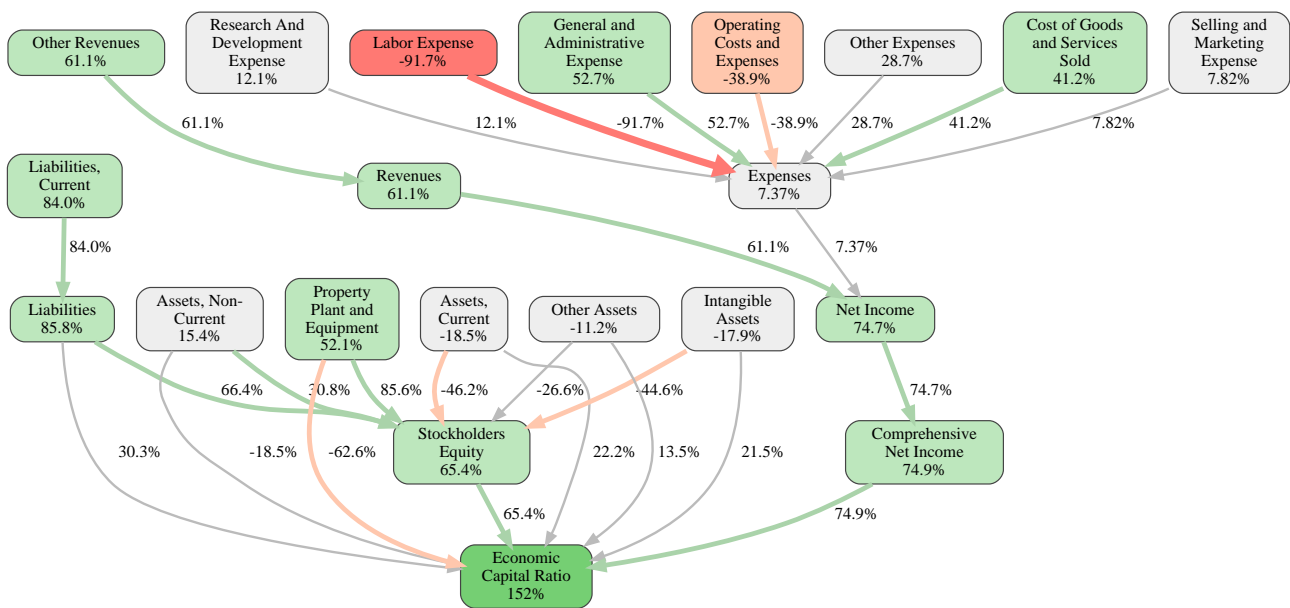 Other Revenues
61.1%
Research And
Development
Expense
12.1%
Labor Expense
-91.7%
General and
Administrative
Expense
52.7%
Operating
Costs and
Expenses
-38.9%
Other Expenses
28.7%
Cost of Goods
and Services
Sold
41.2%
Selling and
Marketing
Expense
7.82%
61.1%
12.1%
-91.7%
52.7%
-38.9%
28.7%
41.2%
7.82%
Liabilities,
Current
84.0%
Revenues
61.1%
Expenses
7.37%
84.0%
61.1%
7.37%
Liabilities
85.8%
Assets, Non-
Current
15.4%
Property
Plant and
Equipment
52.1%
Assets,
Current
-18.5%
Other Assets
-11.2%
Intangible
Assets
-17.9%
Net Income
74.7%
66.4%
30.8%
85.6%
-46.2%
-26.6%
-44.6%
74.7%
Stockholders
Equity
65.4%
Comprehensive
Net Income
74.9%
30.3%
-18.5%
-62.6%
22.2%
13.5%
21.5%
65.4%
74.9%
Economic
Capital Ratio
152%